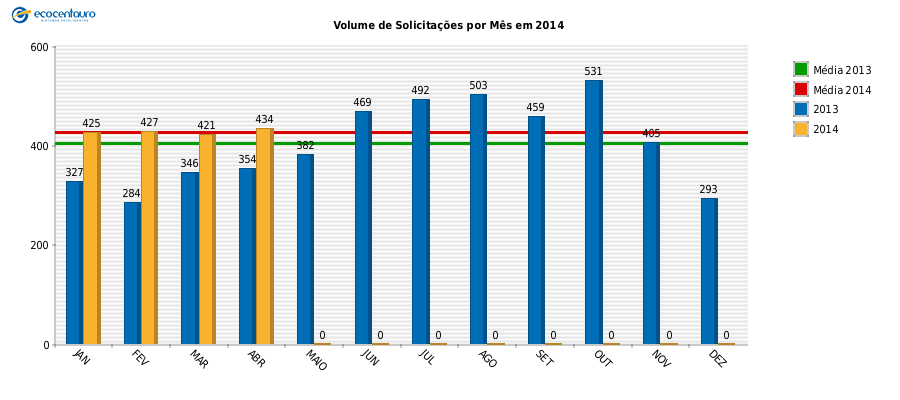 ecocentauro
Volume de Solicitações por Mês em 2014
600
400
200
0
327
425
284
427
346
421
354
434
382
0
469
0
492
0
503
0
459
0
531
0
405
0
293
0
JAN
FEV
MAR
ABR
MAIO
JUN
JUL
AGO
SET
OUT
NOV
DEZ
Média 2013
Média 2014
2013
2014